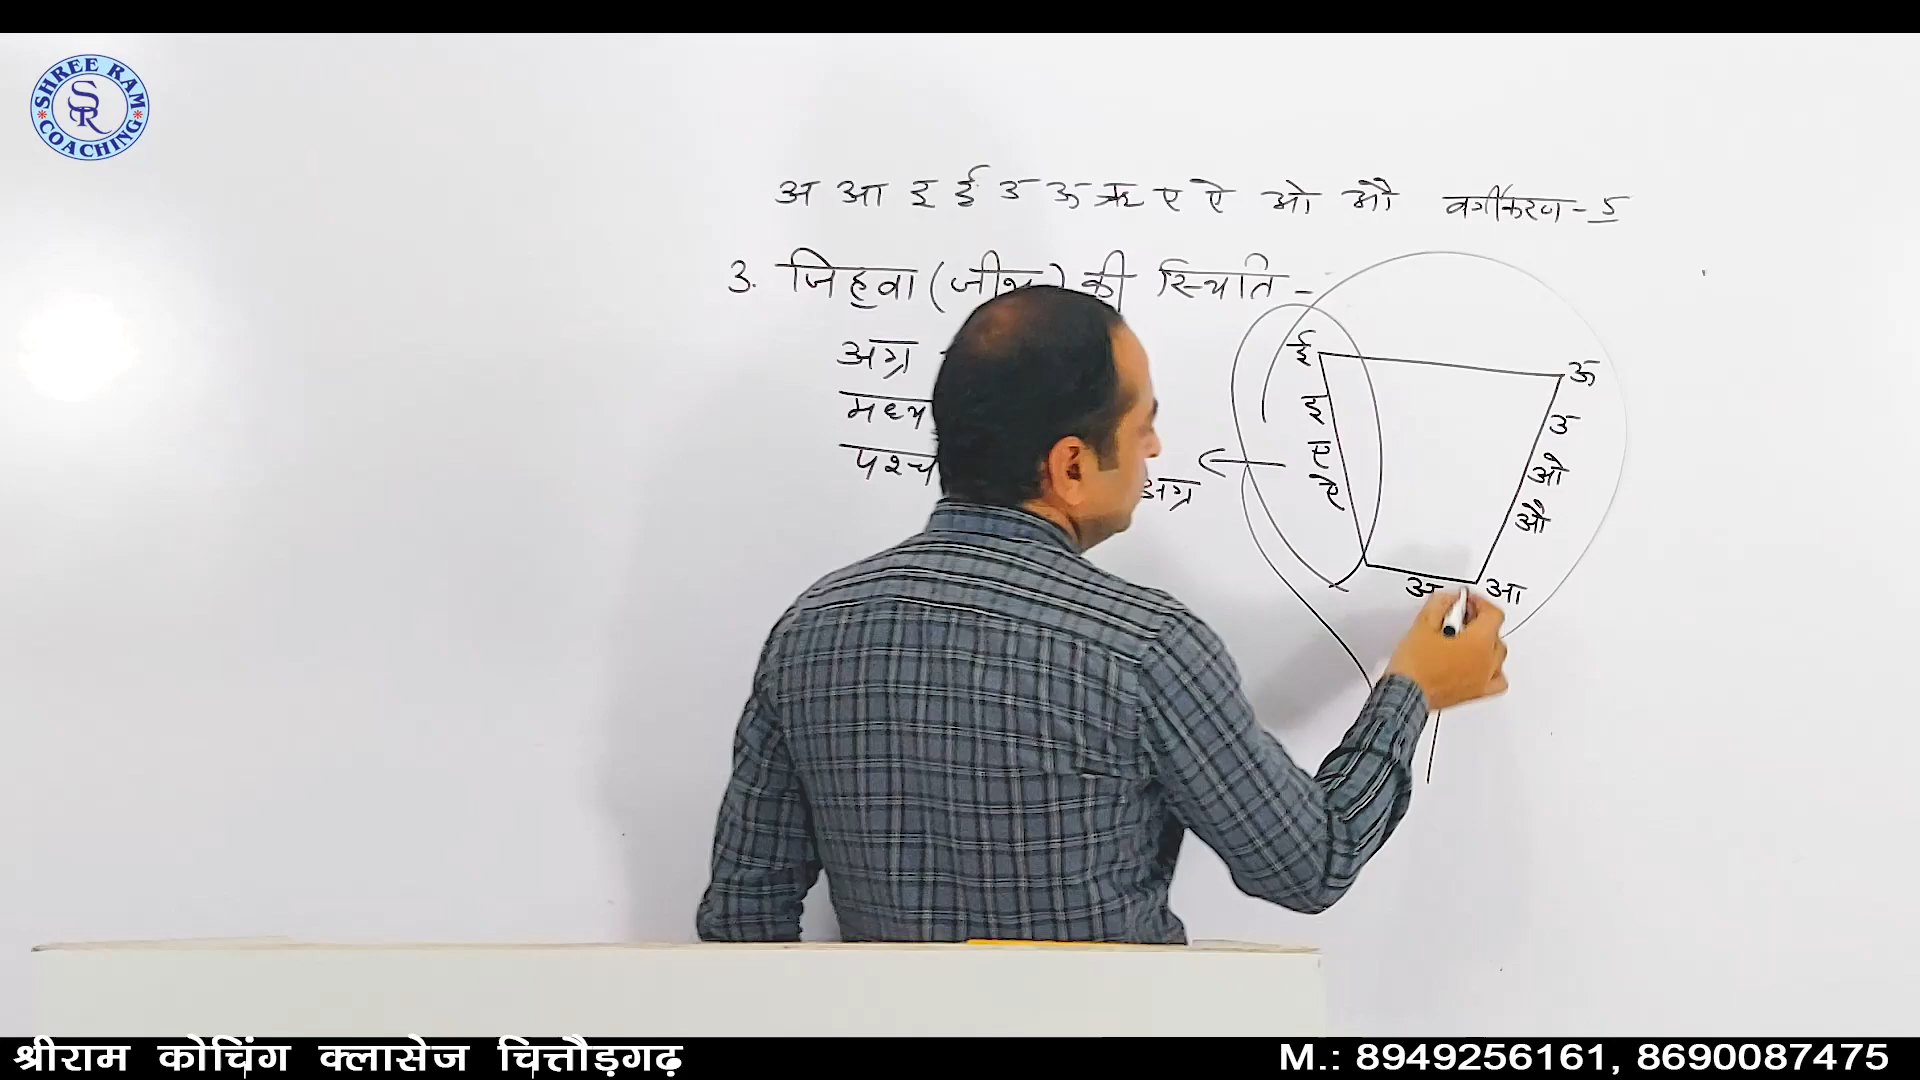 SHREE RAM COACHING
SR
अ आ इ ई उ ऊ ऋ ए ऐ ओ औ वर्गीकरण - 5
3. जिह्वा (जीभ) की स्थिति -
अग्र
मध्य
पश्च
अग्र
ई
इ
ए
ऐ
ऊ
उ
ओ
औ
अ आ
श्रीराम कोचिंग क्लासेज चित्तौड़गढ़
M.: 8949256161, 8690087475